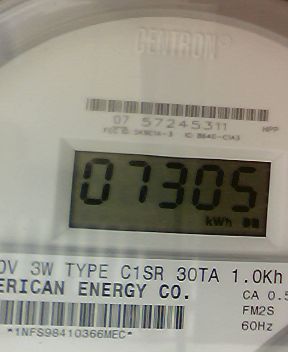 CENTRON®
07 57245311 HPP
07305
kWh
0V 3W TYPE C1SR 30TA 1.0Kh
ERICAN ENERGY CO.
CA 0.5
FM2S
*1NFS98410366MEC* 60Hz